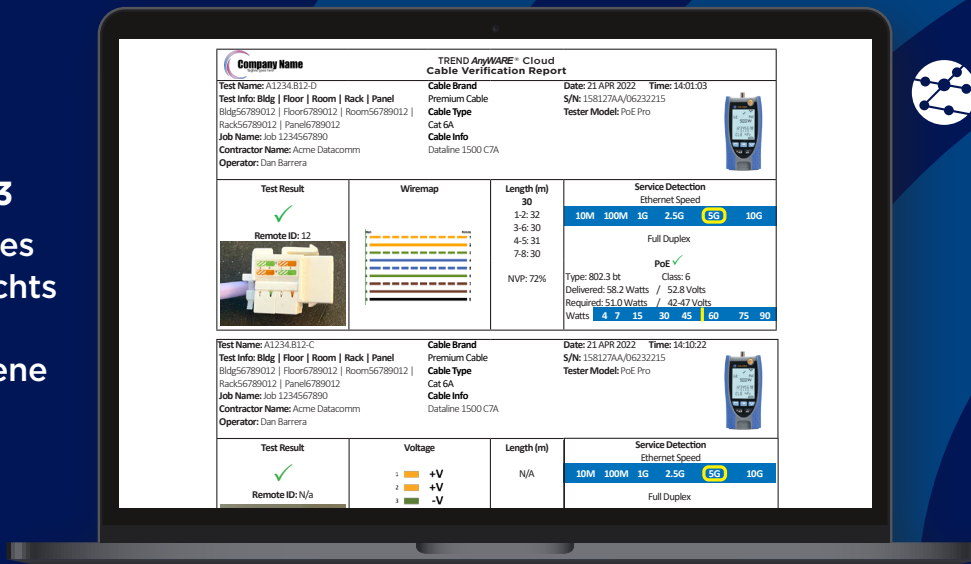 3
es
chts
ene
Company Name
TREND AnyWARE® Cloud
Cable Verification Report
Test Name: A1234.B12-D
Test Info: Bldg | Floor | Room | Rack | Panel
Bldg56789012 | Floor6789012 | Room56789012 |
Rack56789012 | Panel6789012
Job Name: Job 1234567890
Contractor Name: Acme Datacomm
Operator: Dan Barrera
Cable Brand
Premium Cable
Cable Type
Cat 6A
Cable Info
Dataline 1500 C7A
Date: 21 APR 2022 Time: 14:01:03
S/N: 158127AA/06232215
Tester Model: PoE Pro
Test Result
Remote ID: 12
Wiremap
Length (m)
30
1-2: 32
3-6: 30
4-5: 31
7-8: 30
NVP: 72%
Service Detection
Ethernet Speed
10M 100M 1G 2.5G 5G 10G
Full Duplex
PoE ✓
Type: 802.3 bt Class: 6
Delivered: 58.2 Watts / 52.8 Volts
Required: 51.0 Watts / 42-47 Volts
Watts 4 7 15 30 45 60 75 90
Test Name: A1234.B12-C
Test Info: Bldg | Floor | Room | Rack | Panel
Bldg56789012 | Floor6789012 | Room56789012 |
Rack56789012 | Panel6789012
Job Name: Job 1234567890
Contractor Name: Acme Datacomm
Operator: Dan Barrera
Cable Brand
Premium Cable
Cable Type
Cat 6A
Cable Info
Dataline 1500 C7A
Date: 21 APR 2022 Time: 14:10:22
S/N: 158127AA/06232215
Tester Model: PoE Pro
Test Result
Remote ID: N/a
Voltage
1 +V
2 +V
3 -V
Length (m)
N/A
Service Detection
Ethernet Speed
10M 100M 1G 2.5G 5G 10G
Full Duplex